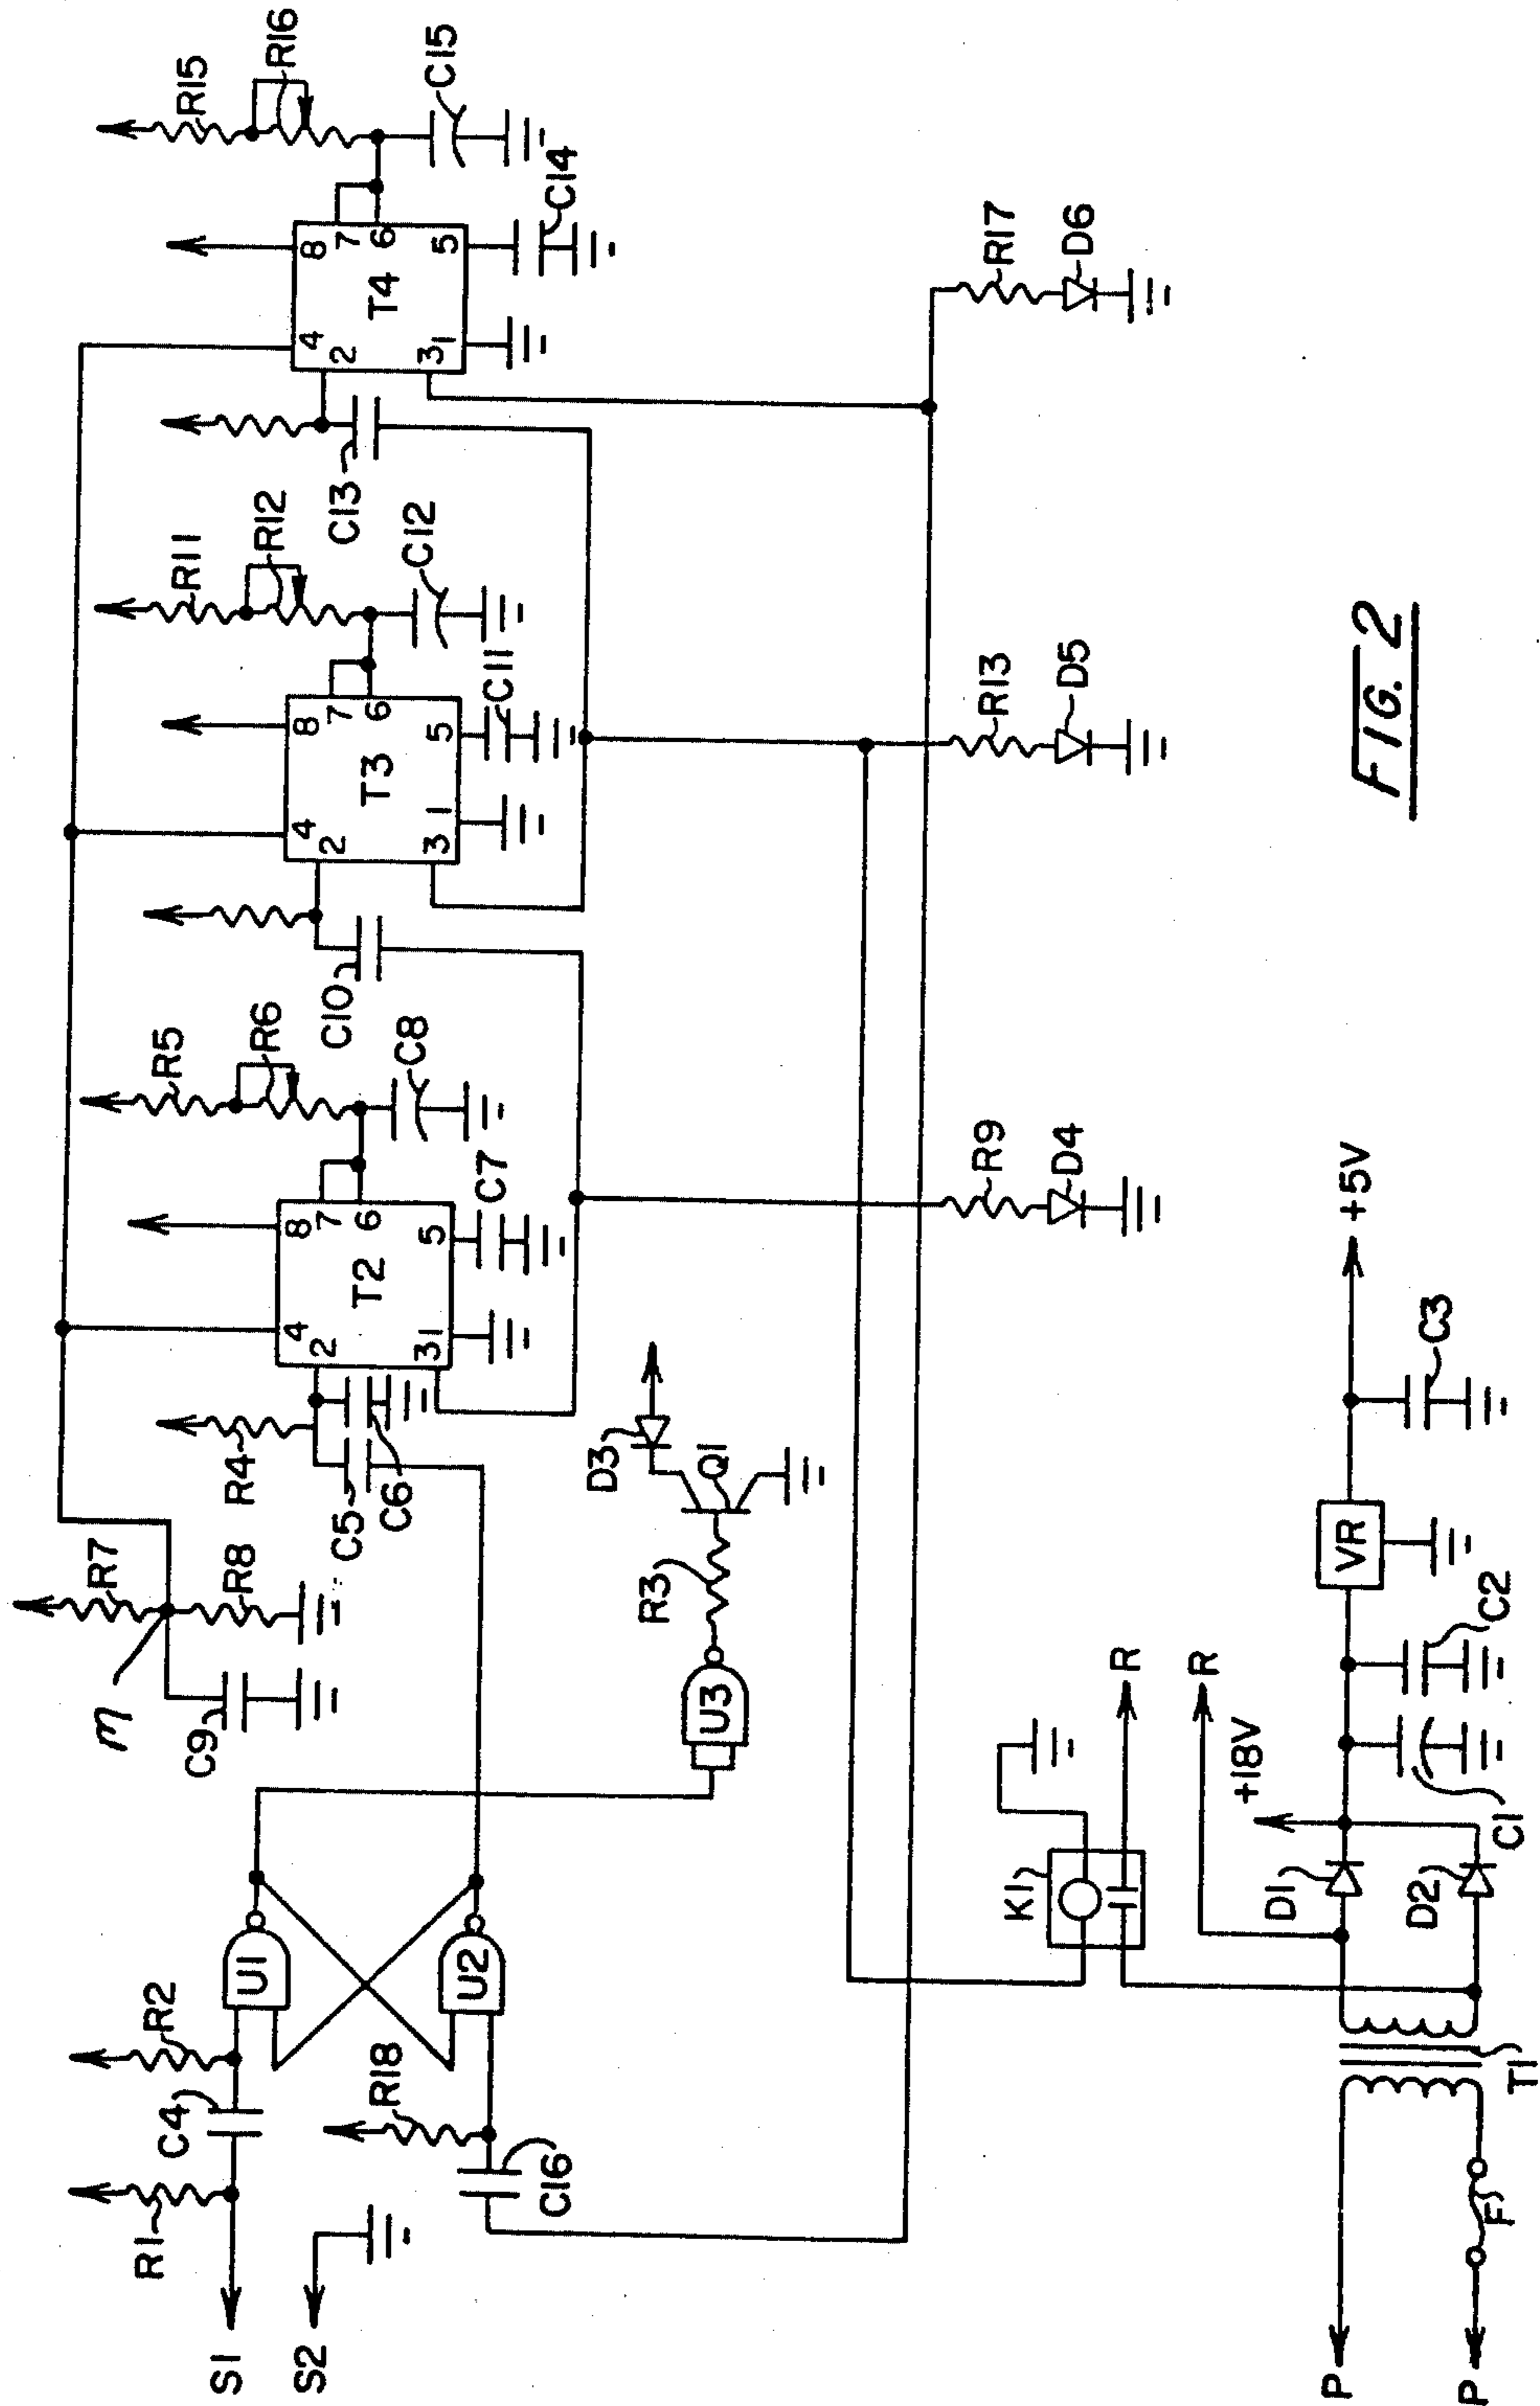 R15
R16
C15
8
7
6
4
T4
2
5
3
1
C14
C13
R17
D6
R11
R12
C12
8
7
6
4
T3
2
5
3
1
C11
C10
R13
D5
R5
R6
C8
8
7
6
4
T2
2
5
3
1
C7
R9
D4
R7
R8
m
C9
R4
C5
C6
D3
Q1
R3
U3
R2
C4
R1
U1
U2
R18
C16
S1
S2
K1
R
R
+18V
D1
D2
C1
C2
VR
C3
+5V
T1
F
P
P
FIG. 2